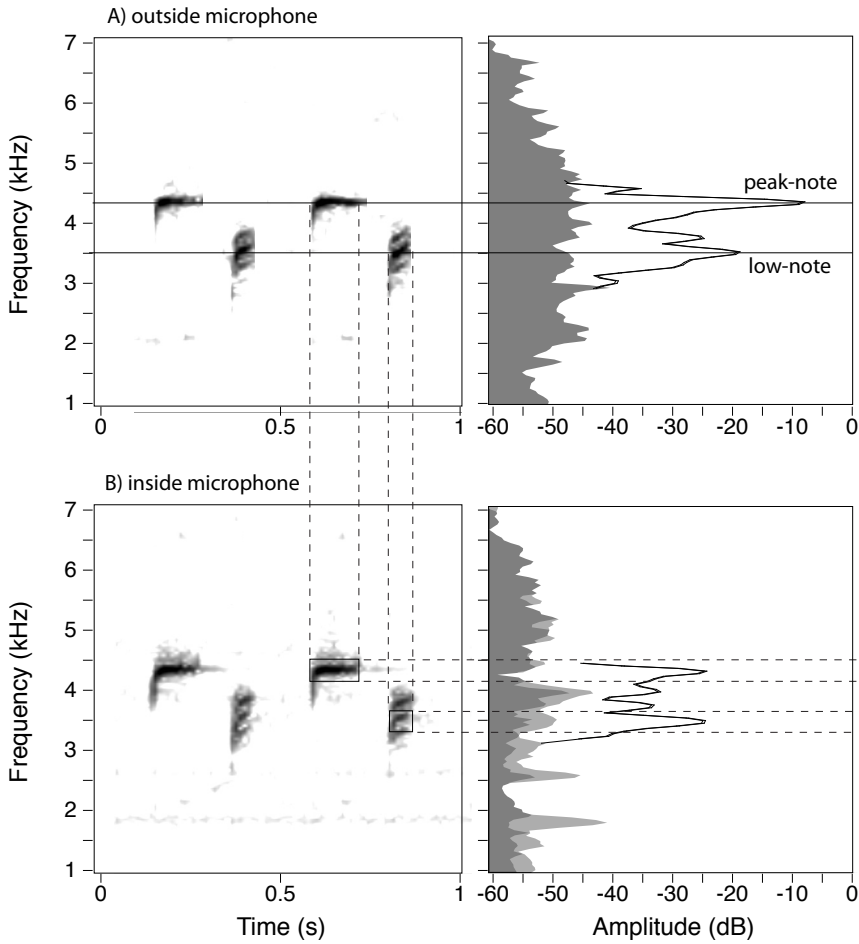 A) outside microphone
7
6
5
4
3
2
1
Frequency (kHz)
0 0.5 1
peak-note
low-note
-60 -50 -40 -30 -20 -10 0
B) inside microphone
7
6
5
4
3
2
1
Frequency (kHz)
0 0.5 1
Time (s)
-60 -50 -40 -30 -20 -10 0
Amplitude (dB)